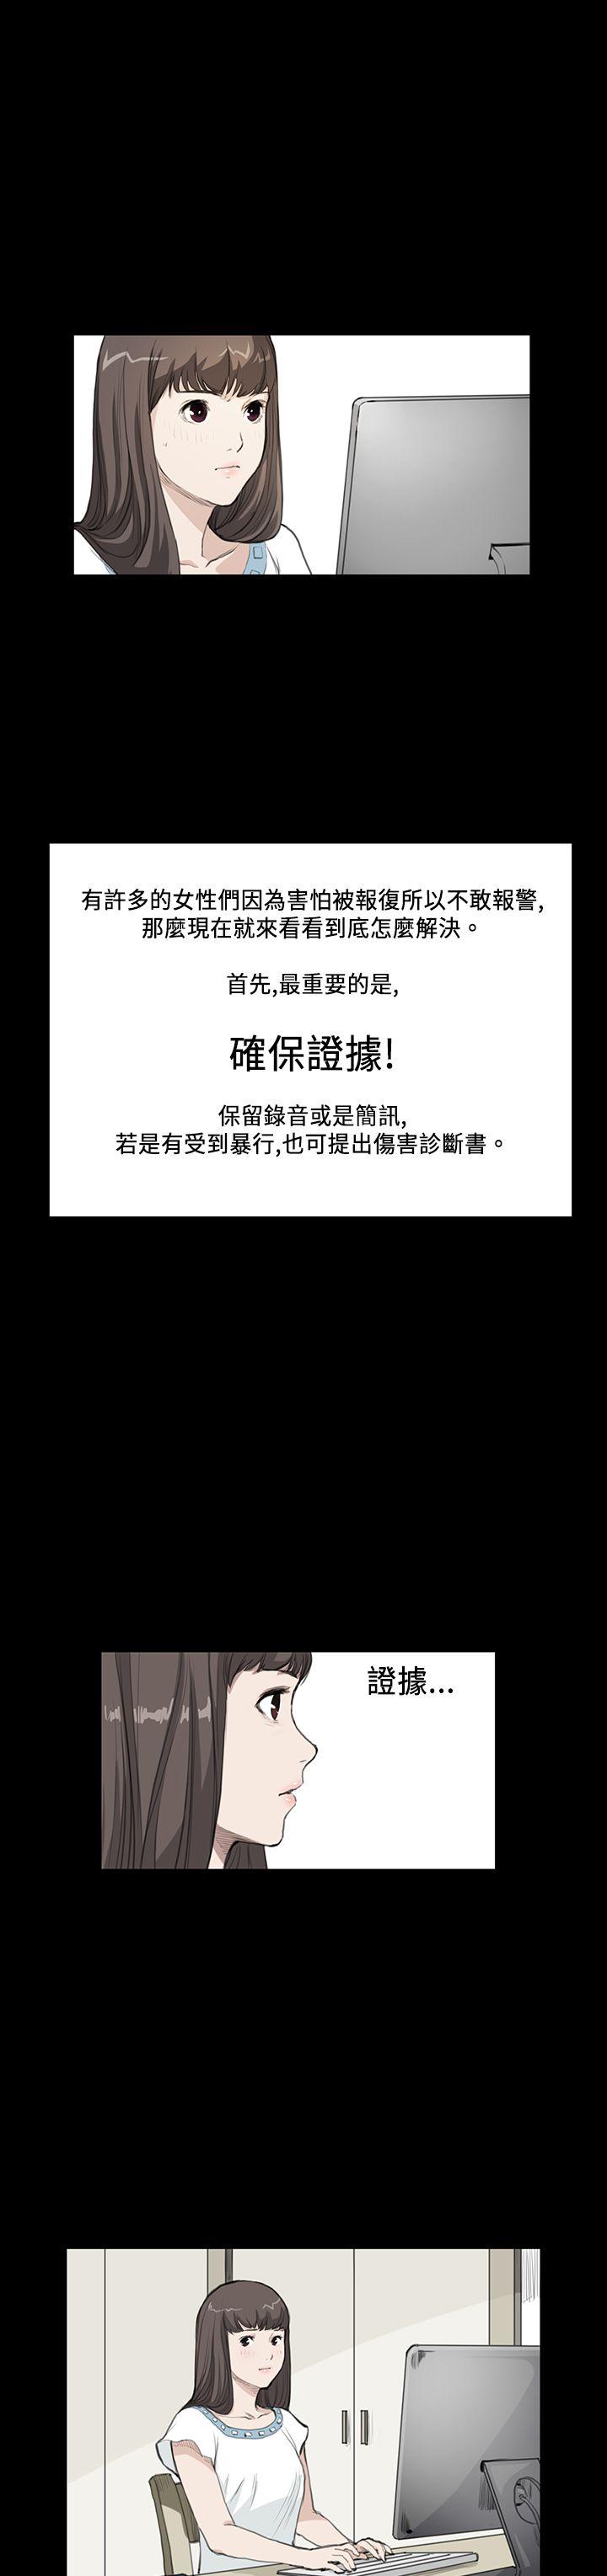 有許多的女性們因為害怕被報復所以不敢報警,
那麼現在就來看看到底怎麼解決。
首先,最重要的是,
確保證據!
保留錄音或是簡訊,
若是有受到暴行,也可提出傷害診斷書。
證據...